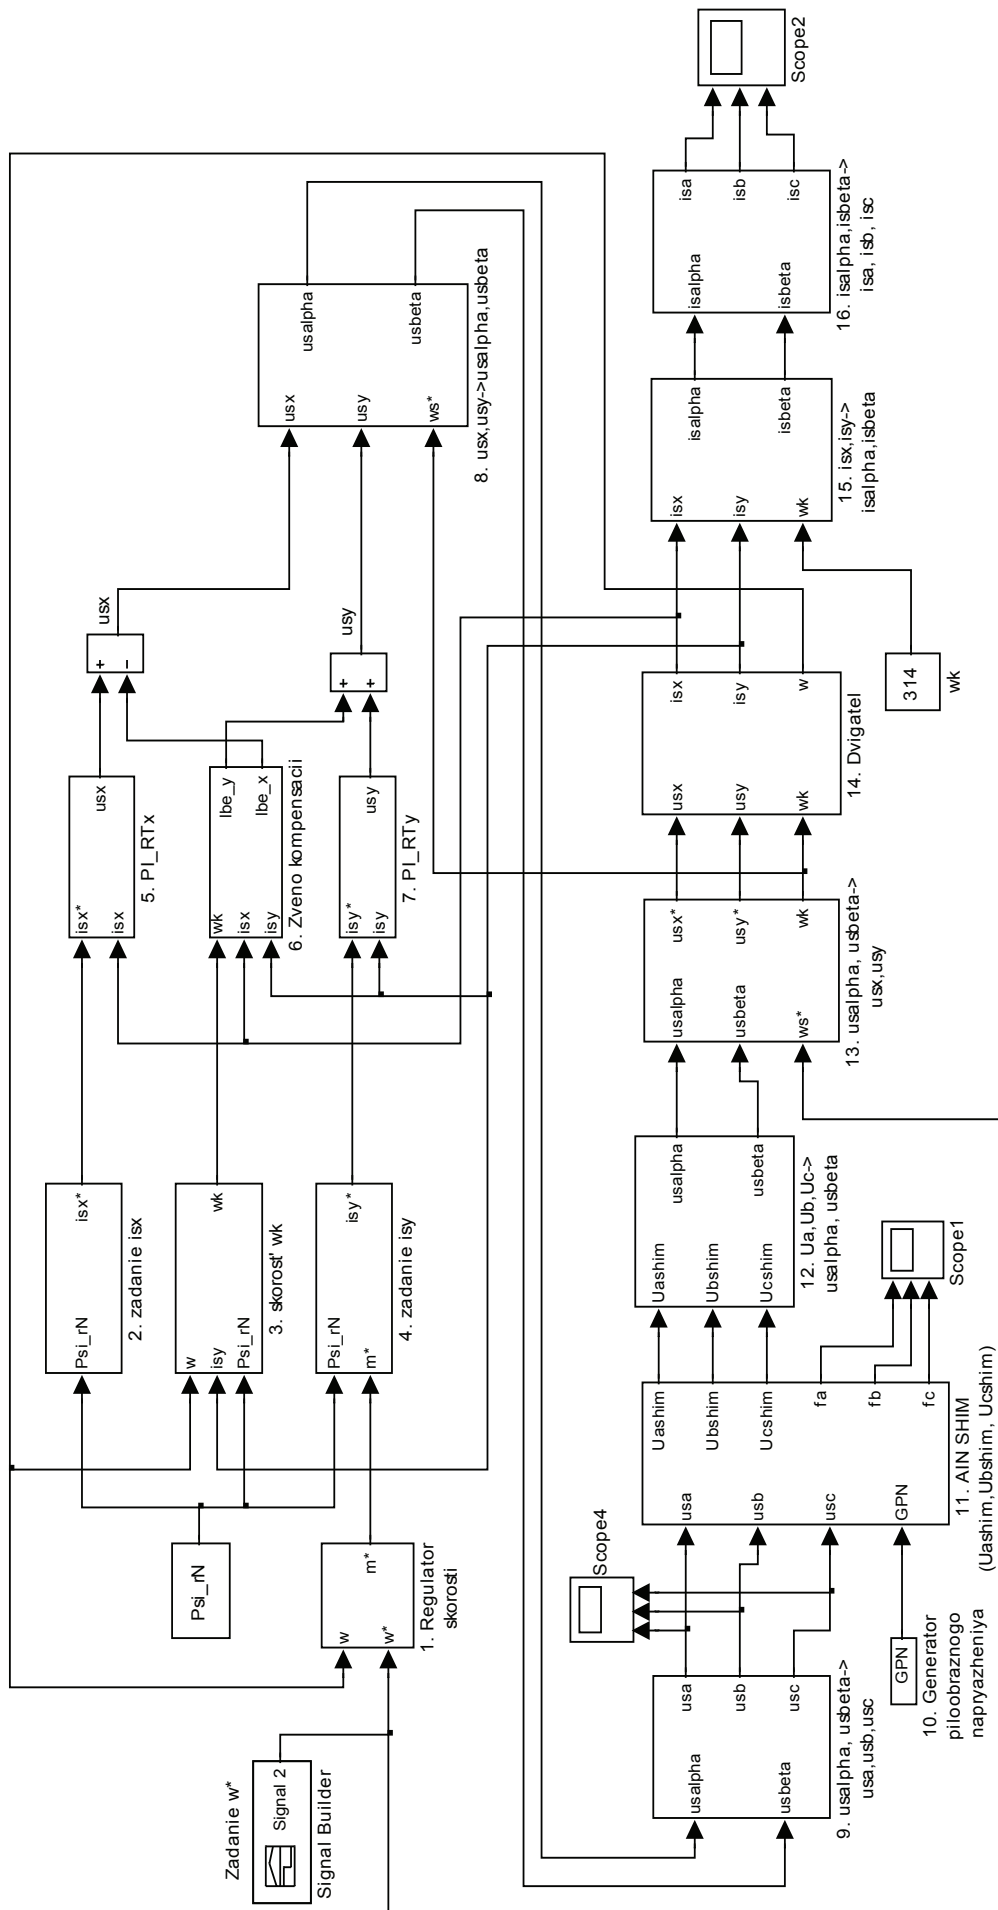 Zadanie w*
Signal 2
Signal Builder
w
w*
m*
1. Regulator
skorosti
Psi_rN
Psi_rN
isx*
2. zadanie isx
w
isy
Psi_rN
wk
3. skorost' wk
Psi_rN
m*
isy*
4. zadanie isy
isx*
isx
usx
5. PI_RTx
wk
isx
isy
Ibe_y
Ibe_x
6. Zveno kompensacii
isy*
isy
usy
7. PI_RTy
+
−
usx
+
+
usy
usx
usy
ws*
usalpha
usbeta
8. usx,usy->usalpha,usbeta
usalpha
usbeta
usa
usb
usc
9. usalpha, usbeta->
usa,usb,usc
Scope4
GPN
10. Generator
piloobraznogo
napryazheniya
usa
usb
usc
GPN
Uashim
Ubshim
Ucshim
fa
fb
fc
11. AIN SHIM
(Uashim,Ubshim, Ucshim)
Scope1
Uashim
Ubshim
Ucshim
usalpha
usbeta
12. Ua,Ub,Uc->
usalpha, usbeta
usalpha
usbeta
ws*
usx*
usy*
wk
13. usalpha, usbeta->
usx,usy
usx
usy
wk
isx
isy
w
14. Dvigatel
314
wk
isx
isy
wk
isalpha
isbeta
15. isx,isy->
isalpha,isbeta
isalpha
isbeta
isa
isb
isc
16. isalpha,isbeta->
isa, isb, isc
Scope2